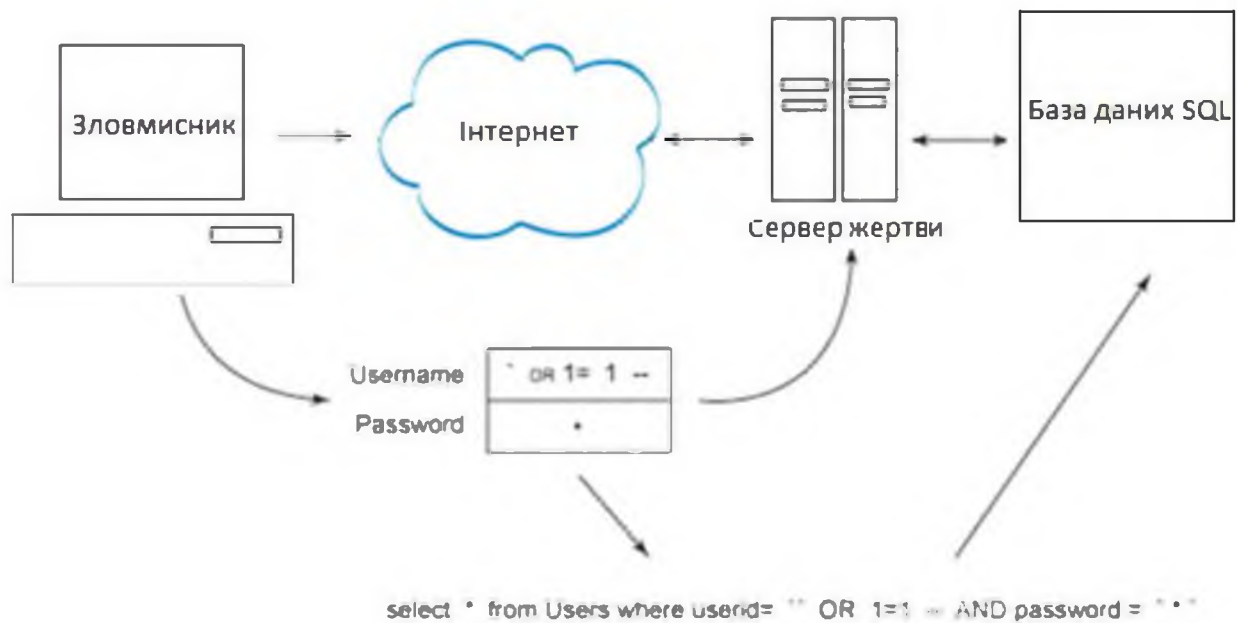 Зловмисник
Інтернет
База даних SQL
Сервер жертви
Username ` OR 1= 1 --
Password *
select * from Users where userid= `` OR 1=1 -- AND password = ` * `